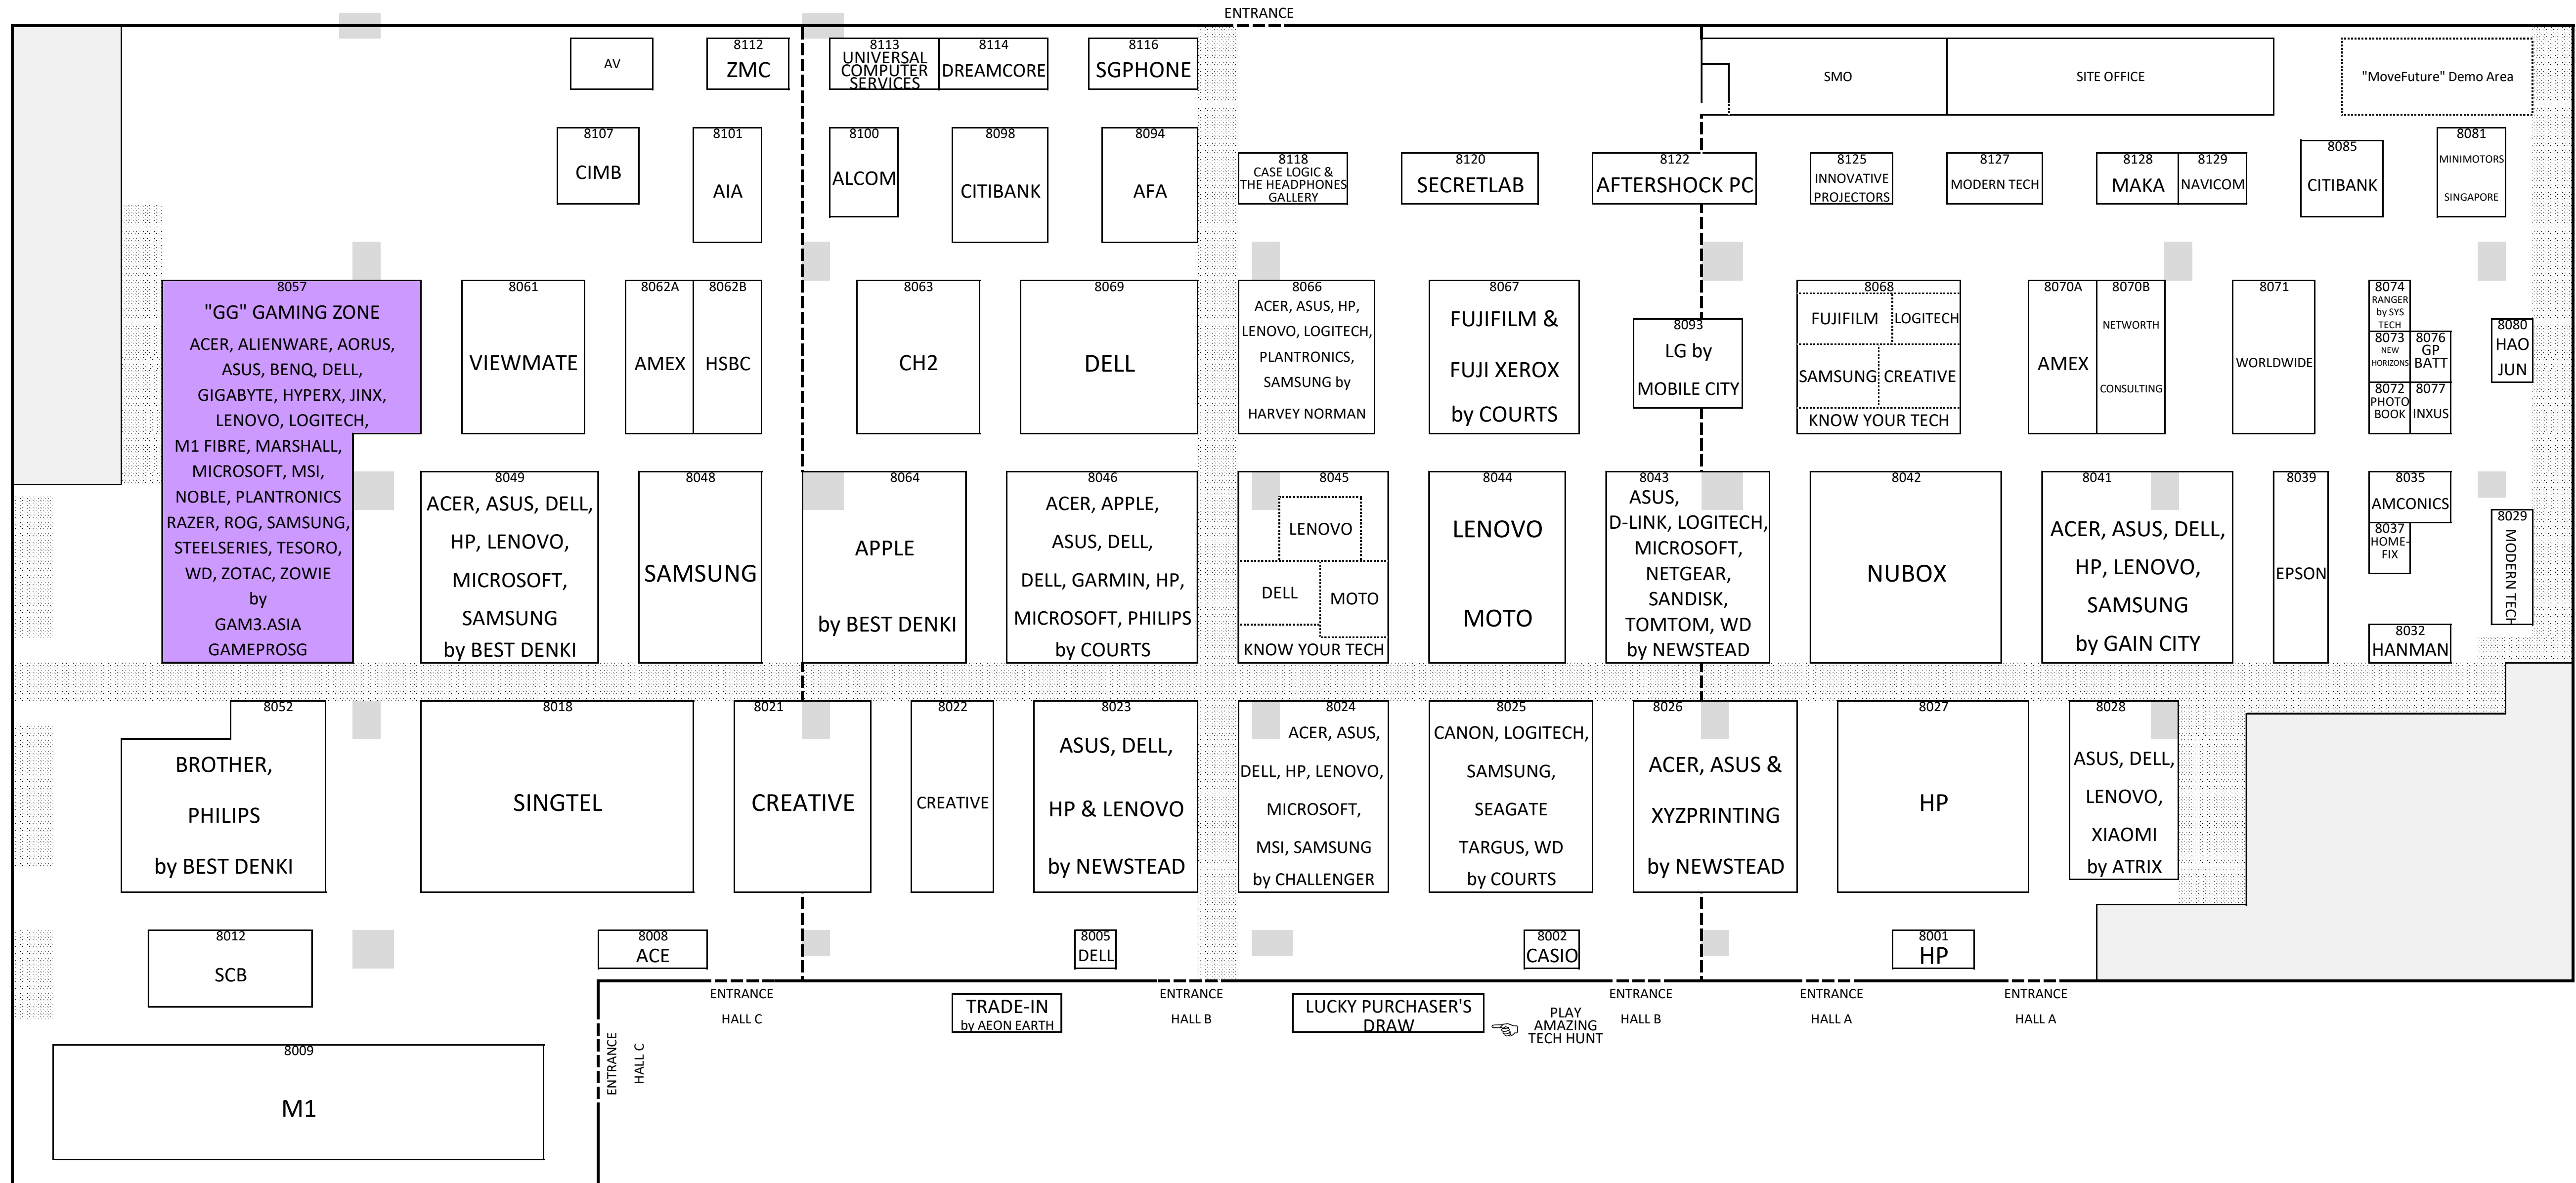 ENTRANCE
AV
8112
ZMC
8113
UNIVERSAL
COMPUTER
SERVICES
8114
DREAMCORE
8116
SGPHONE
SMO
SITE OFFICE
"MoveFuture" Demo Area
8107
CIMB
8101
AIA
8100
ALCOM
8098
CITIBANK
8094
AFA
8118
CASE LOGIC &
THE HEADPHONES
GALLERY
8120
SECRETLAB
8122
AFTERSHOCK PC
8125
INNOVATIVE
PROJECTORS
8127
MODERN TECH
8128
MAKA
8129
NAVICOM
8085
CITIBANK
8081
MINIMOTORS
SINGAPORE
8057
"GG" GAMING ZONE
ACER, ALIENWARE, AORUS,
ASUS, BENQ, DELL,
GIGABYTE, HYPERX, JINX,
LENOVO, LOGITECH,
M1 FIBRE, MARSHALL,
MICROSOFT, MSI,
NOBLE, PLANTRONICS
RAZER, ROG, SAMSUNG,
STEELSERIES, TESORO,
WD, ZOTAC, ZOWIE
by
GAM3.ASIA
GAMEPROSG
8061
VIEWMATE
8062A
AMEX
8062B
HSBC
8063
CH2
8069
DELL
8066
ACER, ASUS, HP,
LENOVO, LOGITECH,
PLANTRONICS,
SAMSUNG by
HARVEY NORMAN
8067
FUJIFILM &
FUJI XEROX
by COURTS
8093
LG by
MOBILE CITY
8068
FUJIFILM
LOGITECH
SAMSUNG
CREATIVE
KNOW YOUR TECH
8070A
AMEX
8070B
NETWORTH
CONSULTING
8071
WORLDWIDE
8074
RANGER
by SYS
TECH
8073
NEW
HORIZONS
8076
GP
BATT
8072
PHOTO
BOOK
8077
INXUS
8080
HAO
JUN
8049
ACER, ASUS, DELL,
HP, LENOVO,
MICROSOFT,
SAMSUNG
by BEST DENKI
8048
SAMSUNG
8064
APPLE
by BEST DENKI
8046
ACER, APPLE,
ASUS, DELL,
DELL, GARMIN, HP,
MICROSOFT, PHILIPS
by COURTS
8045
LENOVO
DELL
MOTO
KNOW YOUR TECH
8044
LENOVO
MOTO
8043
ASUS,
D-LINK, LOGITECH,
MICROSOFT,
NETGEAR,
SANDISK,
TOMTOM, WD
by NEWSTEAD
8042
NUBOX
8041
ACER, ASUS, DELL,
HP, LENOVO,
SAMSUNG
by GAIN CITY
8039
EPSON
8035
AMCONICS
8037
HOME-
FIX
8029
MODERN TECH
8032
HANMAN
8052
BROTHER,
PHILIPS
by BEST DENKI
8018
SINGTEL
8021
CREATIVE
8022
CREATIVE
8023
ASUS, DELL,
HP & LENOVO
by NEWSTEAD
8024
ACER, ASUS,
DELL, HP, LENOVO,
MICROSOFT,
MSI, SAMSUNG
by CHALLENGER
8025
CANON, LOGITECH,
SAMSUNG,
SEAGATE
TARGUS, WD
by COURTS
8026
ACER, ASUS &
XYZPRINTING
by NEWSTEAD
8027
HP
8028
ASUS, DELL,
LENOVO,
XIAOMI
by ATRIX
8012
SCB
8008
ACE
8005
DELL
8002
CASIO
8001
HP
ENTRANCE
HALL C
TRADE-IN
by AEON EARTH
ENTRANCE
HALL B
LUCKY PURCHASER'S
DRAW
PLAY
AMAZING
TECH HUNT
ENTRANCE
HALL B
ENTRANCE
HALL A
ENTRANCE
HALL A
ENTRANCE
HALL C
8009
M1